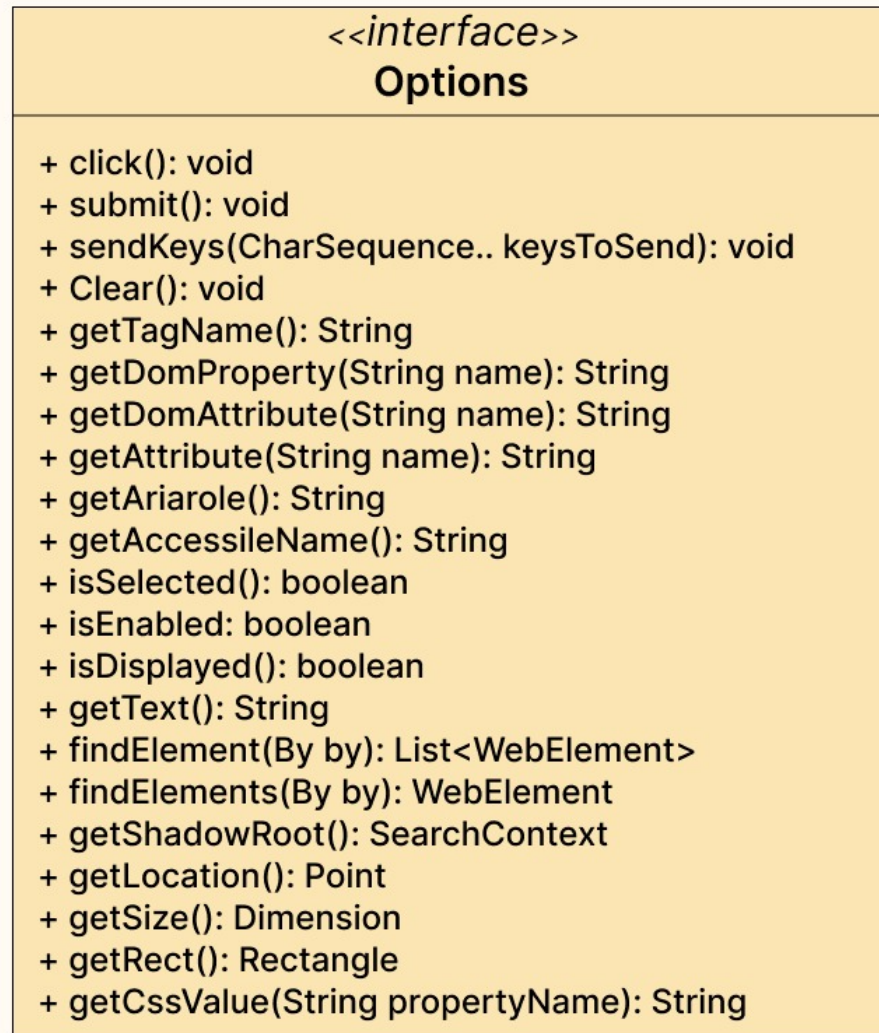 <<interface>>
Options
+ click(): void
+ submit(): void
+ sendKeys(CharSequence.. keysToSend): void
+ Clear(): void
+ getTagName(): String
+ getDomProperty(String name): String
+ getDomAttribute(String name): String
+ getAttribute(String name): String
+ getAriarole(): String
+ getAccessileName(): String
+ isSelected(): boolean
+ isEnabled: boolean
+ isDisplayed(): boolean
+ getText(): String
+ findElement(By by): List<WebElement>
+ findElements(By by): WebElement
+ getShadowRoot(): SearchContext
+ getLocation(): Point
+ getSize(): Dimension
+ getRect(): Rectangle
+ getCssValue(String propertyName): String